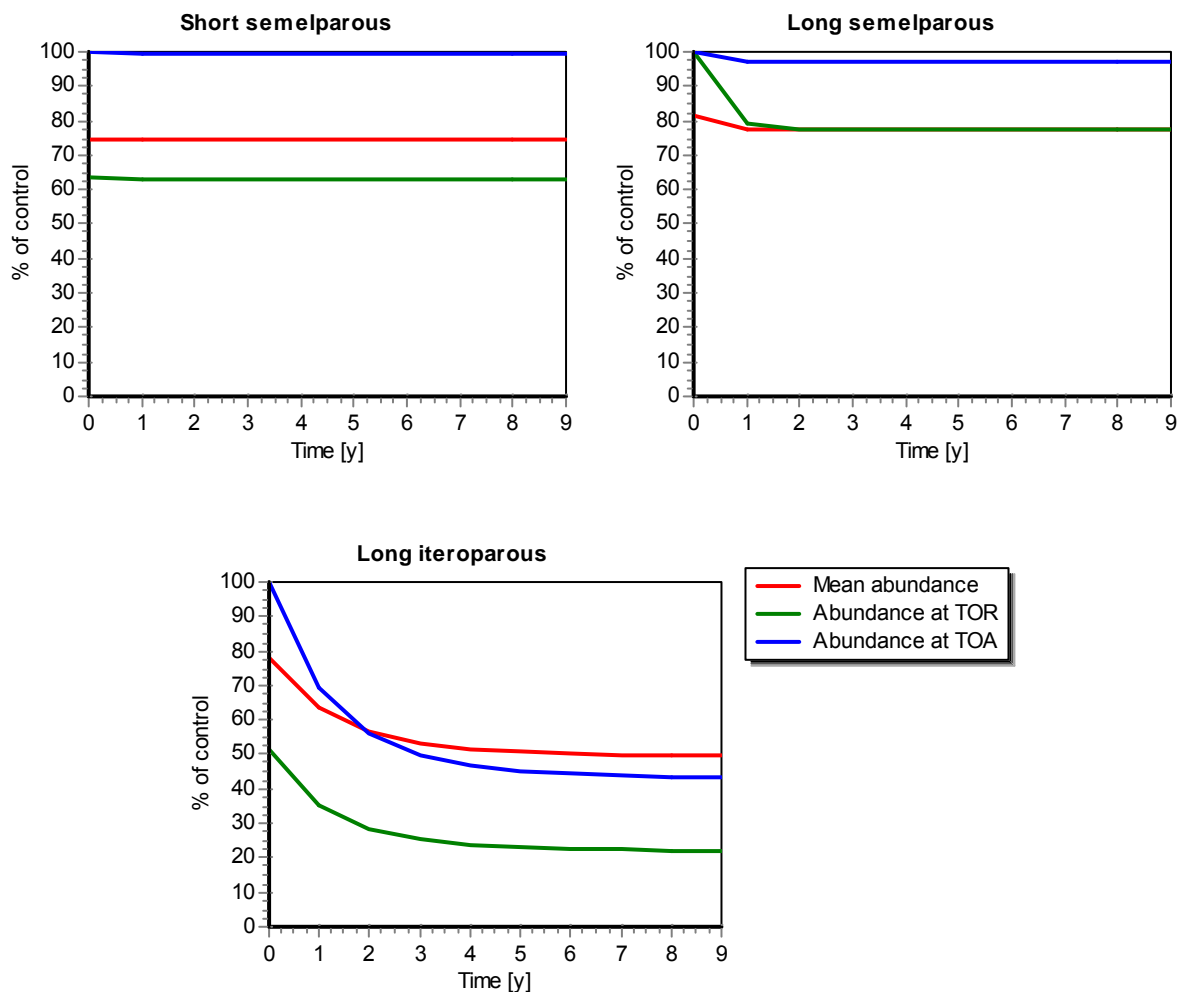 Short semelparous
% of control
100
90
80
70
60
50
40
30
20
10
0
0 1 2 3 4 5 6 7 8 9
Time [y]
Long semelparous
% of control
100
90
80
70
60
50
40
30
20
10
0
0 1 2 3 4 5 6 7 8 9
Time [y]
Long iteroparous
% of control
100
90
80
70
60
50
40
30
20
10
0
0 1 2 3 4 5 6 7 8 9
Time [y]
Mean abundance
Abundance at TOR
Abundance at TOA